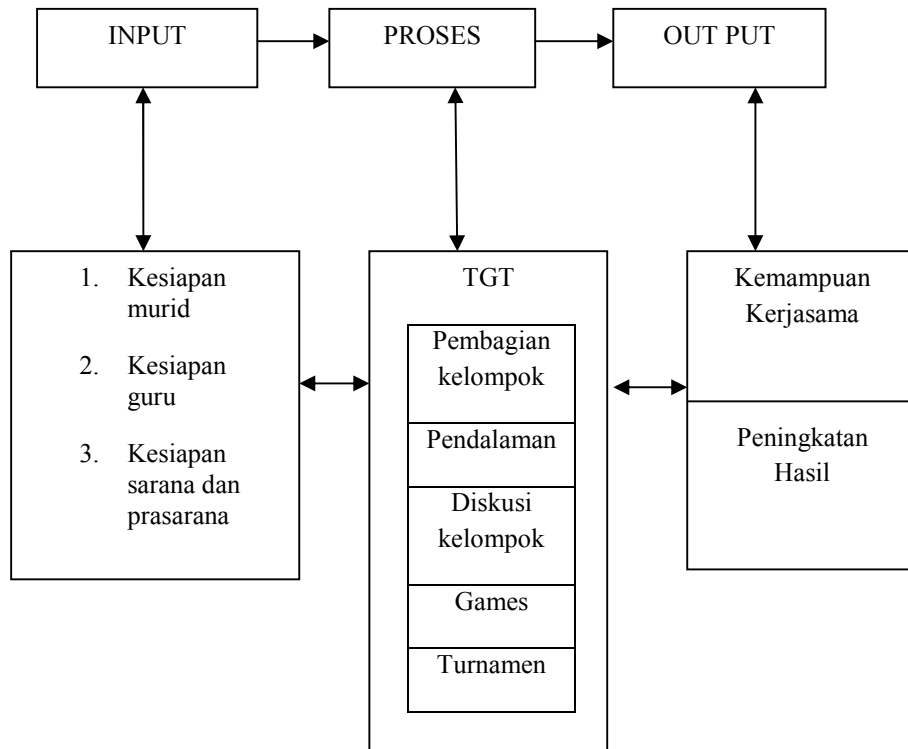 INPUT
PROSES
OUT PUT
1. Kesiapan
murid
2. Kesiapan
guru
3. Kesiapan
sarana dan
prasarana
TGT
Pembagian
kelompok
Pendalaman
Diskusi
kelompok
Games
Turnamen
Kemampuan
Kerjasama
Peningkatan
Hasil